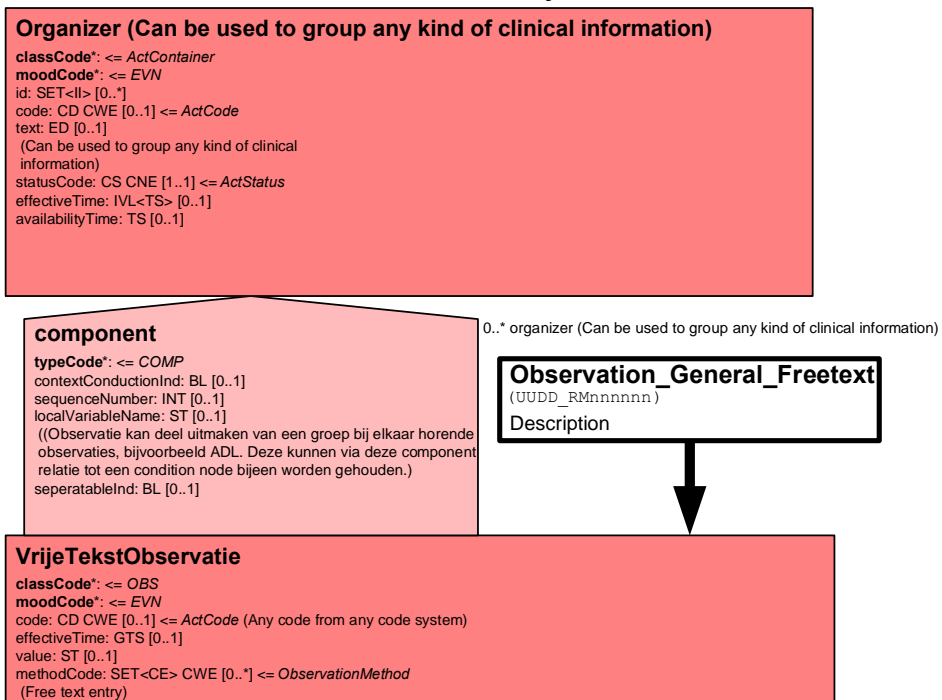 Organizer (Can be used to group any kind of clinical information)
classCode*: <= ActContainer
moodCode*: <= EVN
id: SET<II> [0..*]
code: CD CWE [0..1] <= ActCode
text: ED [0..1]
(Can be used to group any kind of clinical
information)
statusCode: CS CNE [1..1] <= ActStatus
effectiveTime: IVL<TS> [0..1]
availabilityTime: TS [0..1]
component
typeCode*: <= COMP
contextConductionInd: BL [0..1]
sequenceNumber: INT [0..1]
localVariableName: ST [0..1]
((Observatie kan deel uitmaken van een groep bij elkaar horende
observaties, bijvoorbeeld ADL. Deze kunnen via deze component
relatie tot een condition node bijeen worden gehouden.)
seperatableInd: BL [0..1]
0..* organizer (Can be used to group any kind of clinical information)
Observation_General_Freetext
(UUDD_RMnnnnnn)
Description
VrijeTekstObservatie
classCode*: <= OBS
moodCode*: <= EVN
code: CD CWE [0..1] <= ActCode (Any code from any code system)
effectiveTime: GTS [0..1]
value: ST [0..1]
methodCode: SET<CE> CWE [0..*] <= ObservationMethod
(Free text entry)